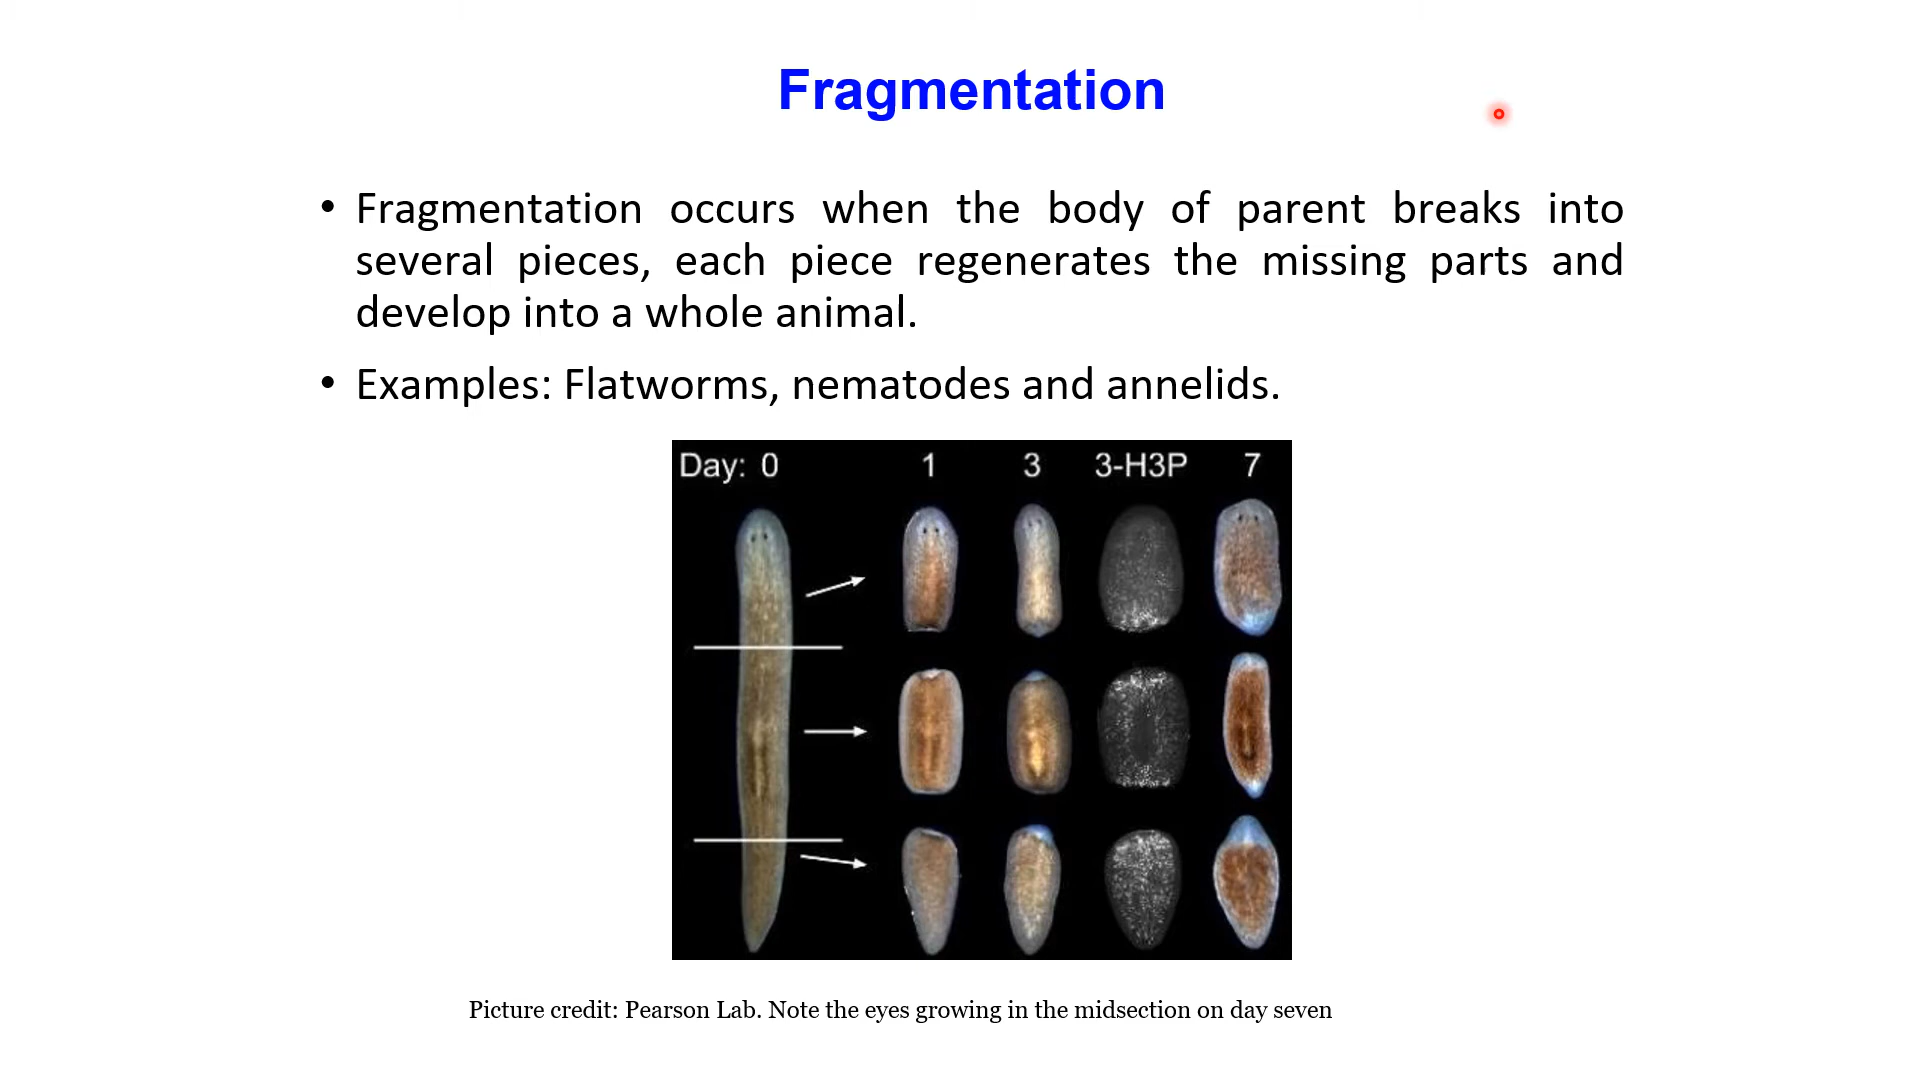 Fragmentation
• Fragmentation occurs when the body of parent breaks into
several pieces, each piece regenerates the missing parts and
develop into a whole animal.
• Examples: Flatworms, nematodes and annelids.
Day: 0 1 3 3-H3P 7
Picture credit: Pearson Lab. Note the eyes growing in the midsection on day seven